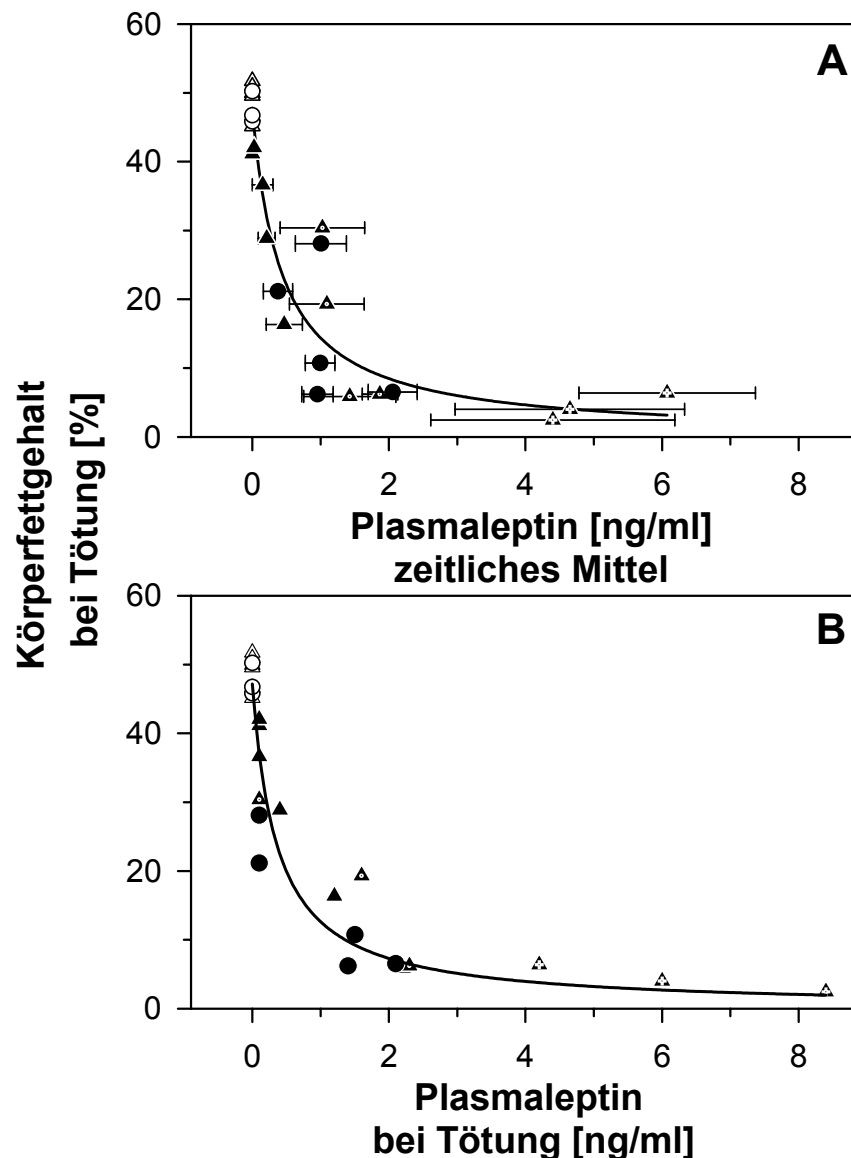 Körperfettgehalt
bei Tötung [%]
60
40
20
0
A
0 2 4 6 8
Plasmaleptin [ng/ml]
zeitliches Mittel
60
40
20
0
B
0 2 4 6 8
Plasmaleptin
bei Tötung [ng/ml]